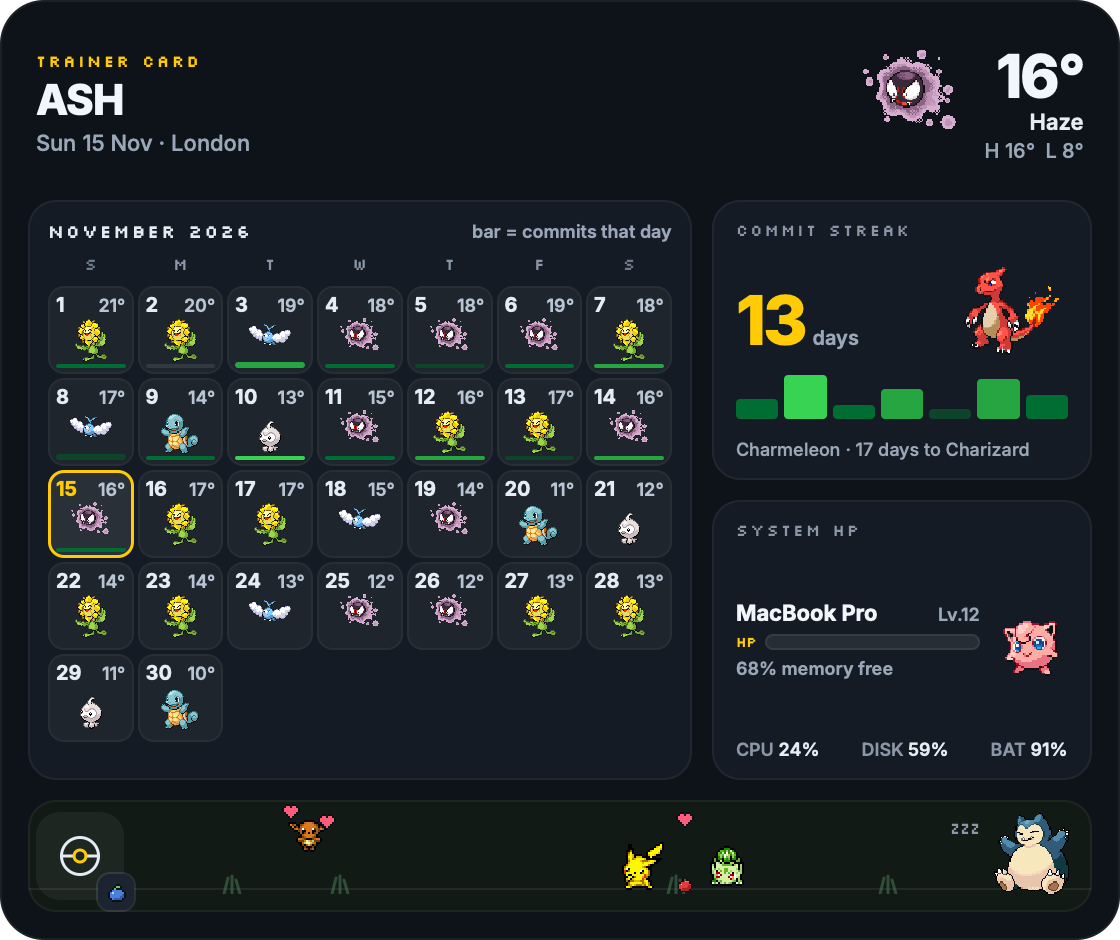 TRAINER CARD
ASH
Sun 15 Nov · London
16°
Haze
H 16° L 8°
NOVEMBER 2026
bar = commits that day
S M T W T F S
1 21° 2 20° 3 19° 4 18° 5 18° 6 19° 7 18°
8 17° 9 14° 10 13° 11 15° 12 16° 13 17° 14 16°
15 16° 16 17° 17 17° 18 15° 19 14° 20 11° 21 12°
22 14° 23 14° 24 13° 25 12° 26 12° 27 13° 28 13°
29 11° 30 10°
COMMIT STREAK
13 days
Charmeleon · 17 days to Charizard
SYSTEM HP
MacBook Pro Lv.12
HP
68% memory free
CPU 24% DISK 59% BAT 91%
zzz